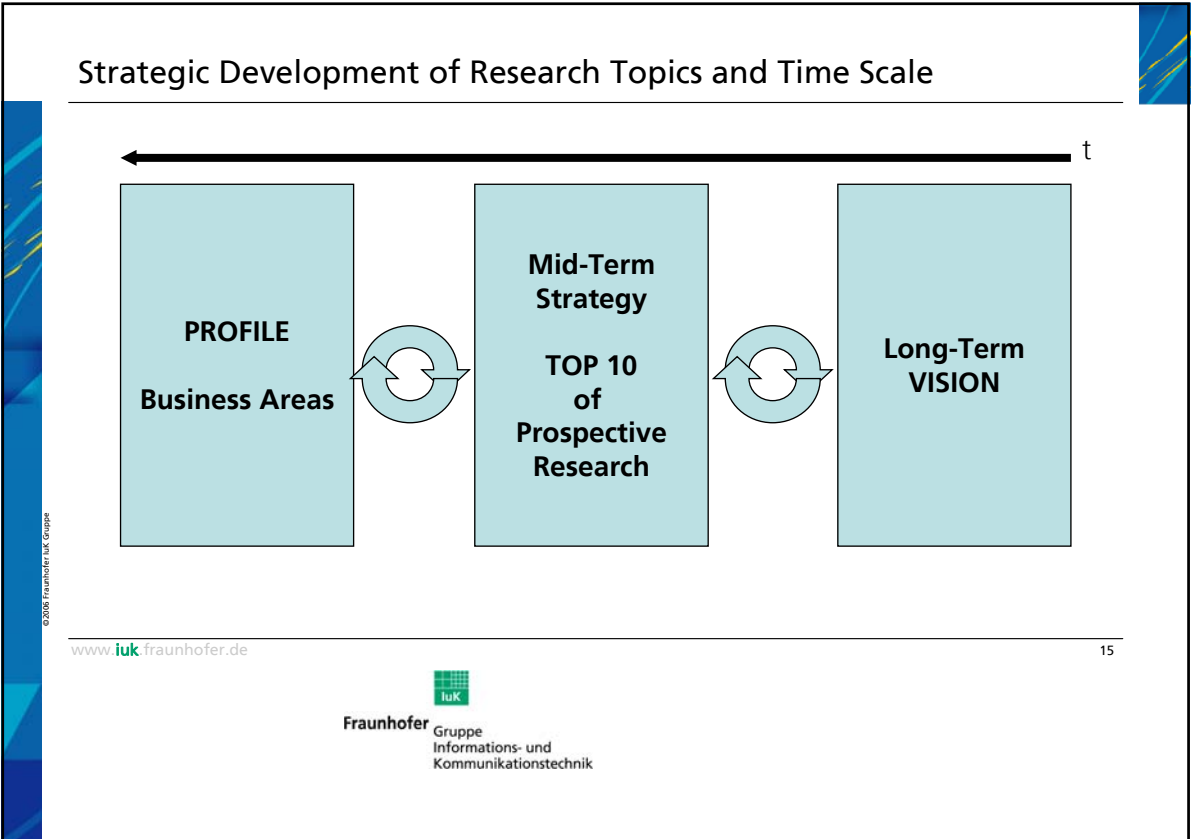 Strategic Development of Research Topics and Time Scale
t
PROFILE
Business Areas
Mid-Term
Strategy
TOP 10
of
Prospective
Research
Long-Term
VISION
©2006 Fraunhofer IuK Gruppe
www.iuk.fraunhofer.de
15
IuK
Fraunhofer Gruppe
Informations- und
Kommunikationstechnik